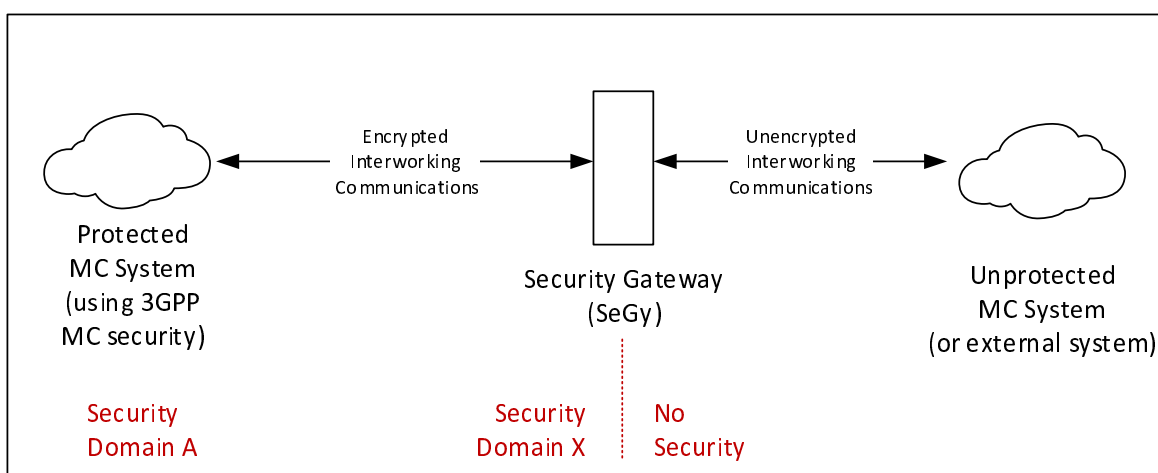 Encrypted
Interworking
Communications
Unencrypted
Interworking
Communications
Protected
MC System
(using 3GPP
MC security)
Security Gateway
(SeGy)
Unprotected
MC System
(or external system)
Security
Domain A
Security
Domain X
No
Security